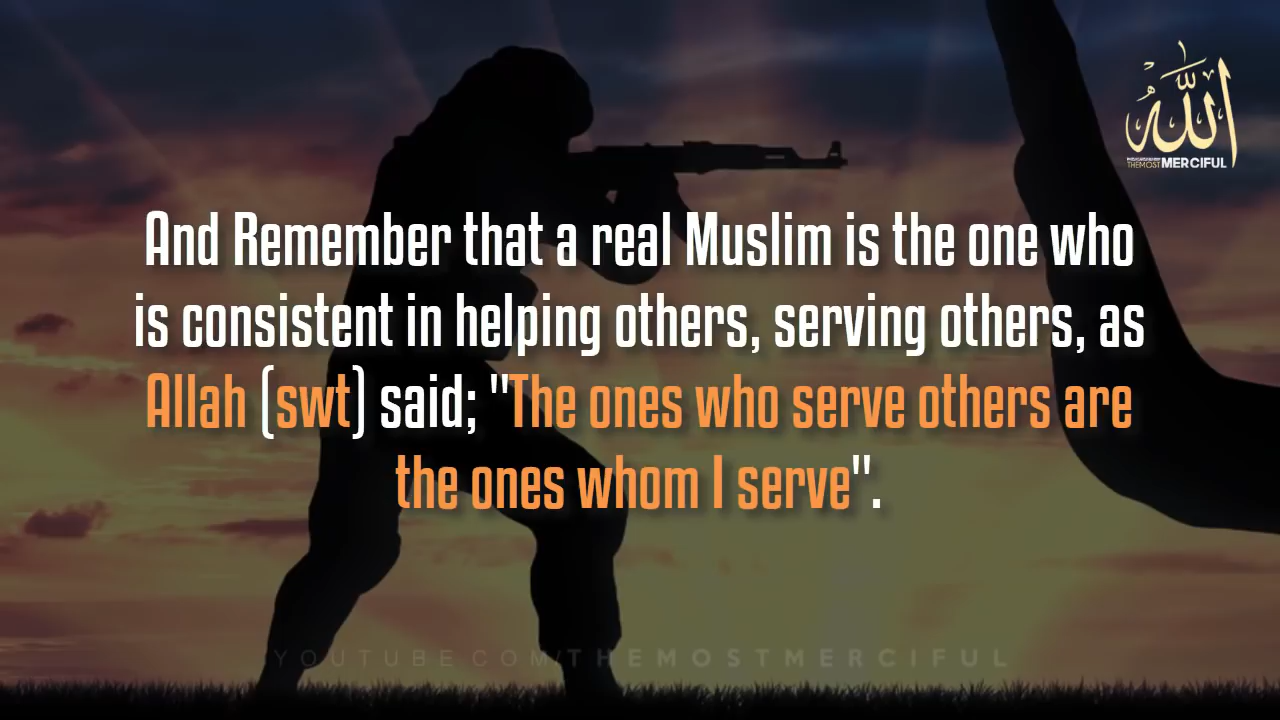 الله
THEMOST MERCIFUL
And Remember that a real Muslim is the one who
is consistent in helping others, serving others, as
Allah (swt) said; "The ones who serve others are
the ones whom I serve".
YOUTUBE.COM/THEMOSTMERCIFUL